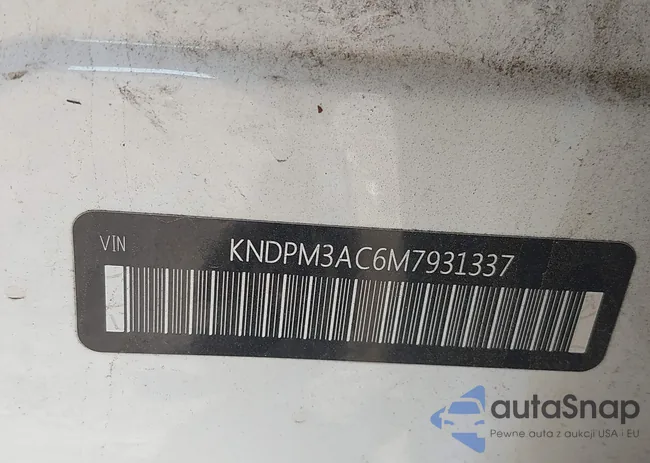 VIN
KNDPM3AC6M7931337
autaSnap
Pewne auta z aukcji USA i EU